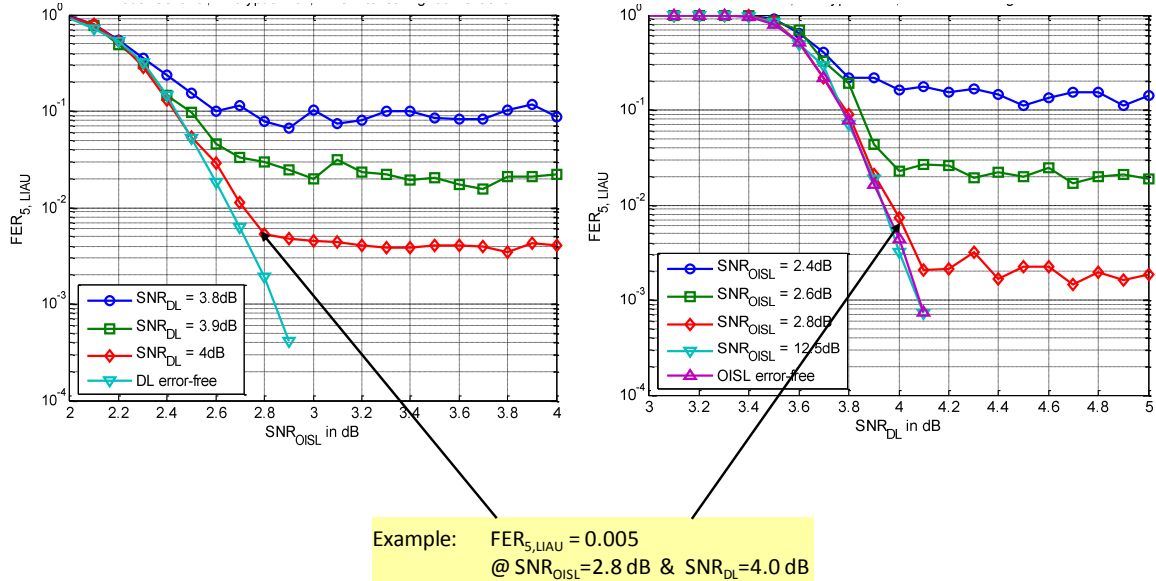 10⁰
10⁻¹
10⁻²
10⁻³
10⁻⁴
FER5, LIAU
2 2.2 2.4 2.6 2.8 3 3.2 3.4 3.6 3.8 4
SNROISL in dB
SNRDL = 3.8dB
SNRDL = 3.9dB
SNRDL = 4dB
DL error-free
10⁰
10⁻¹
10⁻²
10⁻³
10⁻⁴
FER5, LIAU
3 3.2 3.4 3.6 3.8 4 4.2 4.4 4.6 4.8 5
SNRDL in dB
SNROISL = 2.4dB
SNROISL = 2.6dB
SNROISL = 2.8dB
SNROISL = 12.5dB
OISL error-free
Example: FER5,LIAU = 0.005
@ SNROISL=2.8 dB & SNRDL=4.0 dB